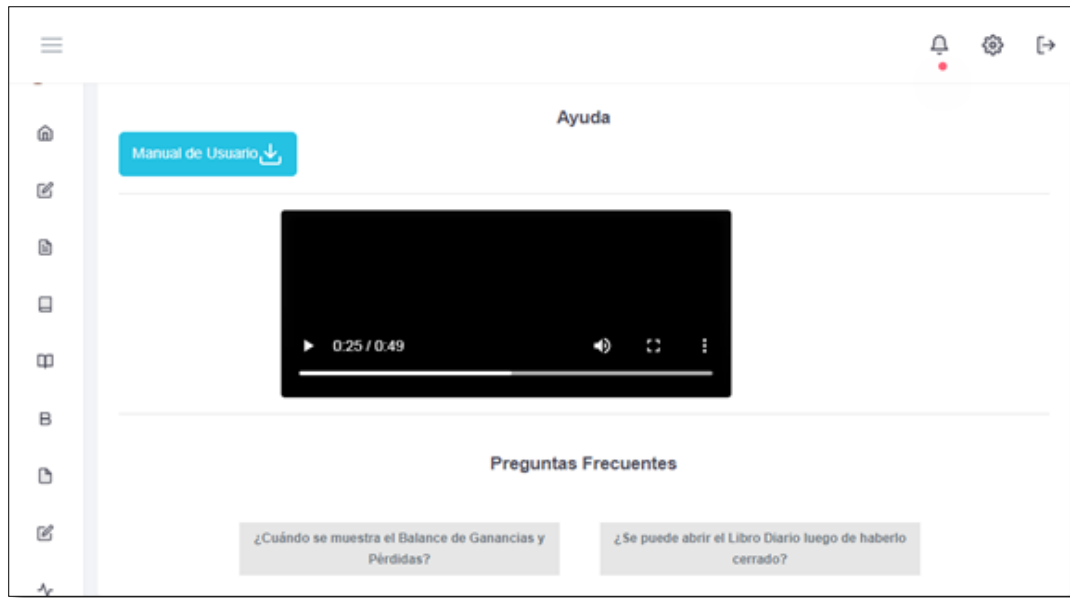 Ayuda
Manual de Usuario
0:25 / 0:49
Preguntas Frecuentes
¿Cuándo se muestra el Balance de Ganancias y
Pérdidas?
¿Se puede abrir el Libro Diario luego de haberlo
cerrado?
B